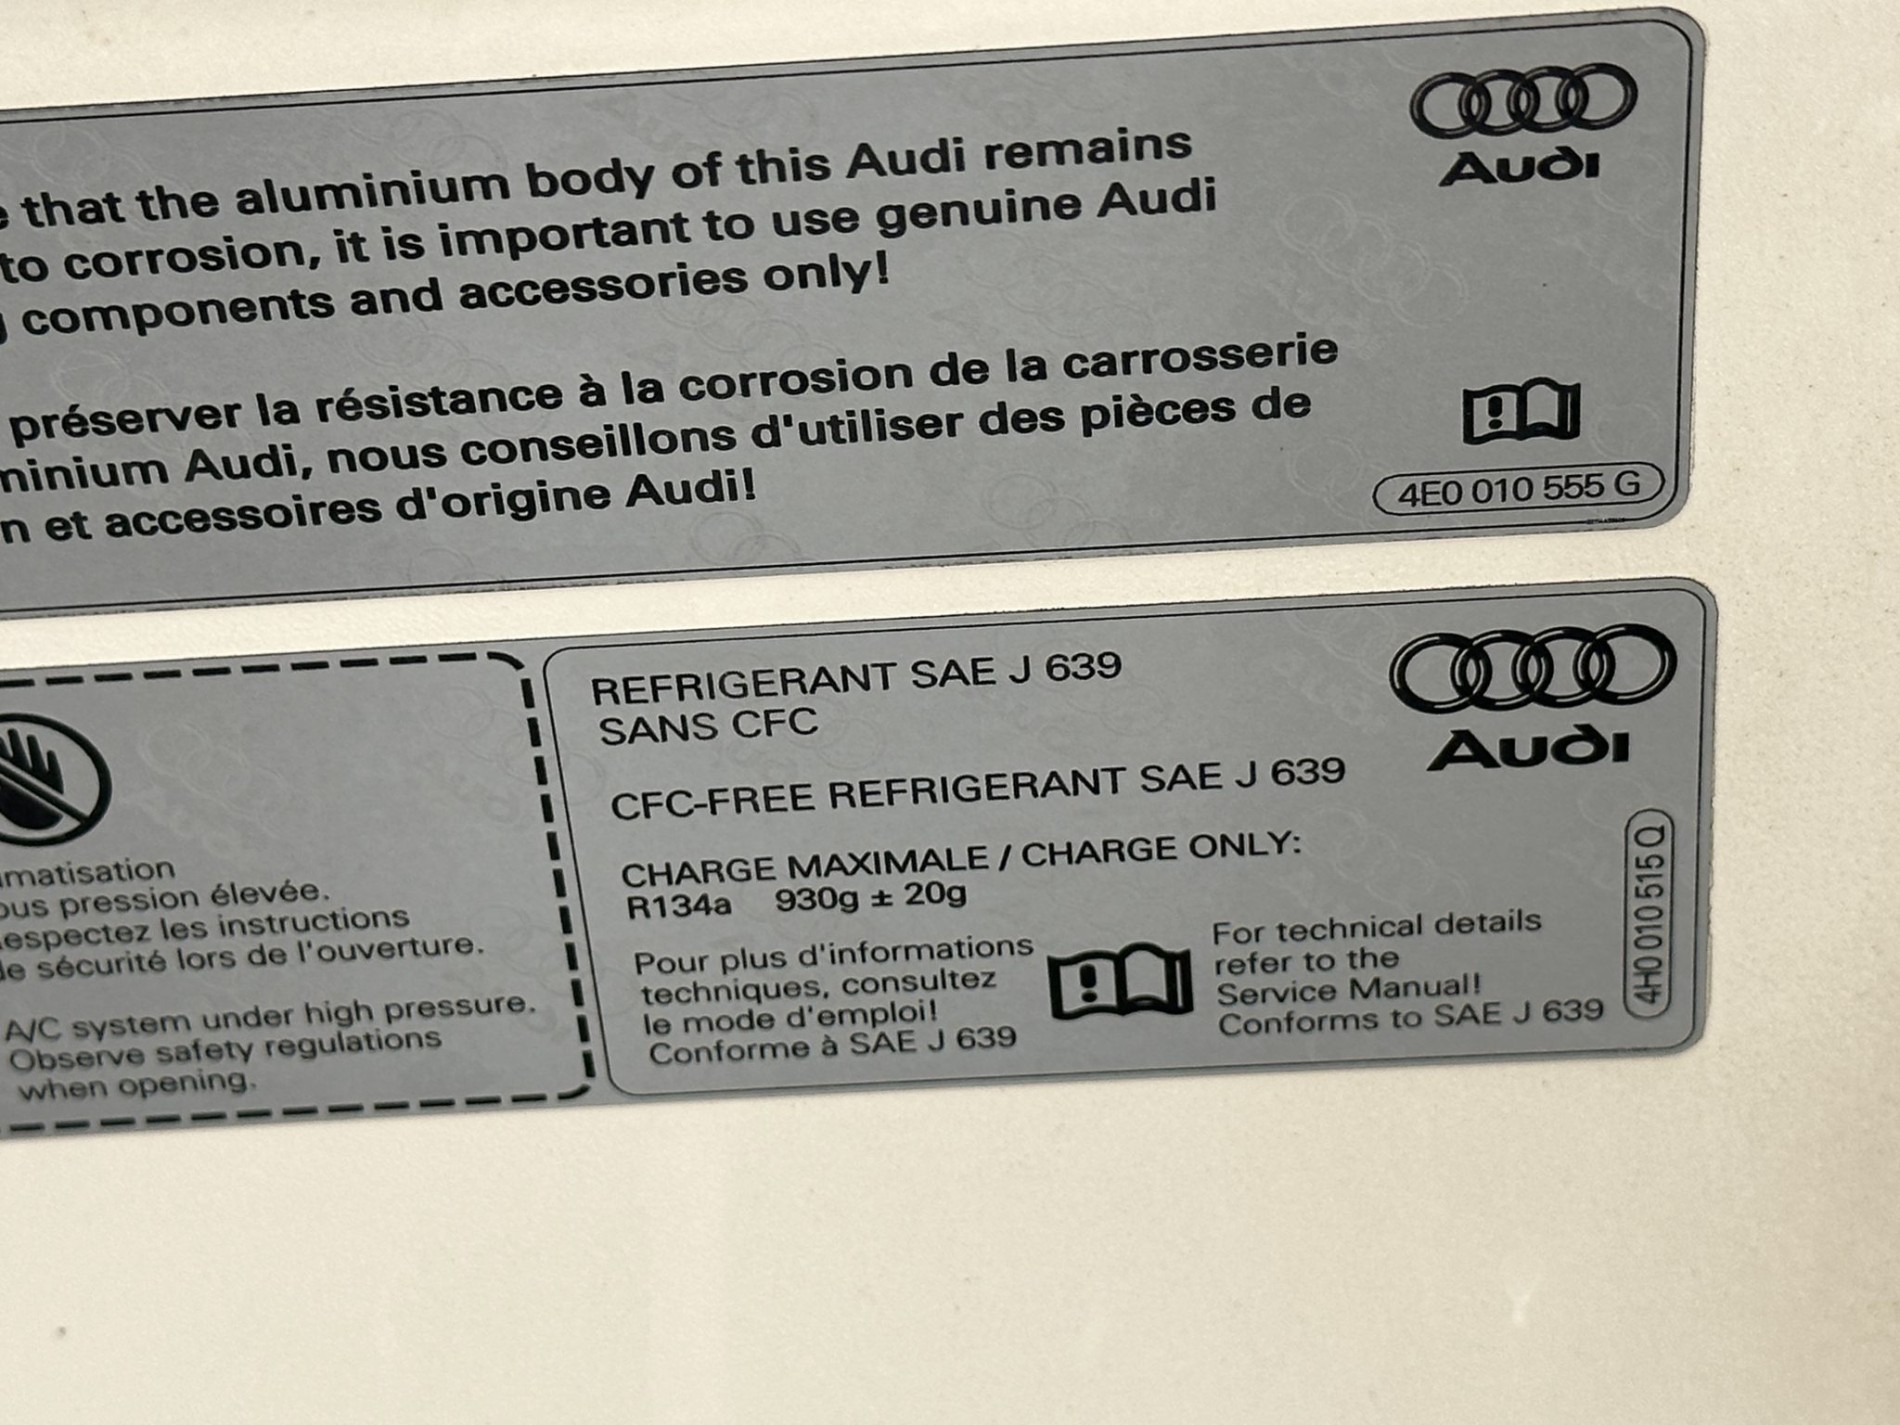 that the aluminium body of this Audi remains
to corrosion, it is important to use genuine Audi
components and accessories only!
préserver la résistance à la corrosion de la carrosserie
minium Audi, nous conseillons d'utiliser des pièces de
n et accessoires d'origine Audi!
Audi
4E0 010 555 G
matisation
ous pression élevée.
espectez les instructions
de sécurité lors de l'ouverture.
A/C system under high pressure.
Observe safety regulations
when opening.
REFRIGERANT SAE J 639
SANS CFC
CFC-FREE REFRIGERANT SAE J 639
CHARGE MAXIMALE / CHARGE ONLY:
R134a 930g ± 20g
Pour plus d'informations
techniques, consultez
le mode d'emploi!
Conforme à SAE J 639
For technical details
refer to the
Service Manual!
Conforms to SAE J 639
Audi
4H0 010 515 Q